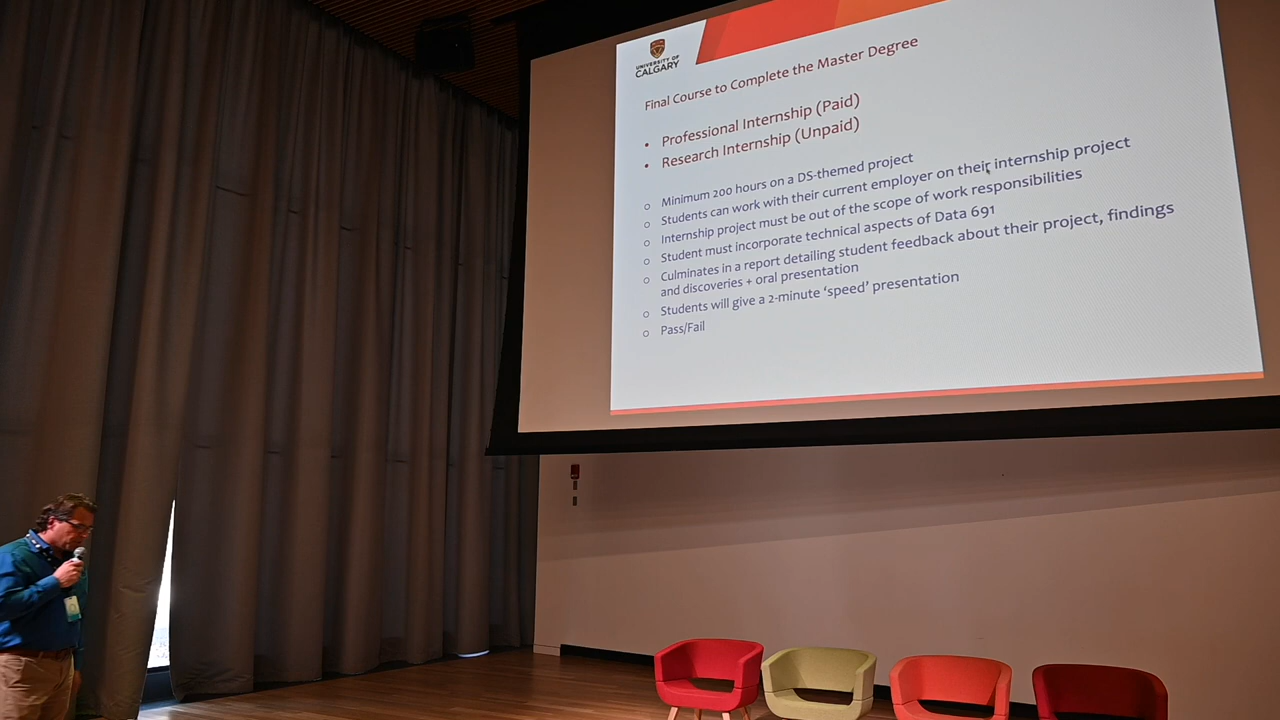 UNIVERSITY OF
CALGARY
Final Course to Complete the Master Degree
• Professional Internship (Paid)
• Research Internship (Unpaid)
o Minimum 200 hours on a DS-themed project
o Students can work with their current employer on their internship project
o Internship project must be out of the scope of work responsibilities
o Student must incorporate technical aspects of Data 691
o Culminates in a report detailing student feedback about their project, findings
and discoveries + oral presentation
o Students will give a 2-minute ‘speed’ presentation
o Pass/Fail